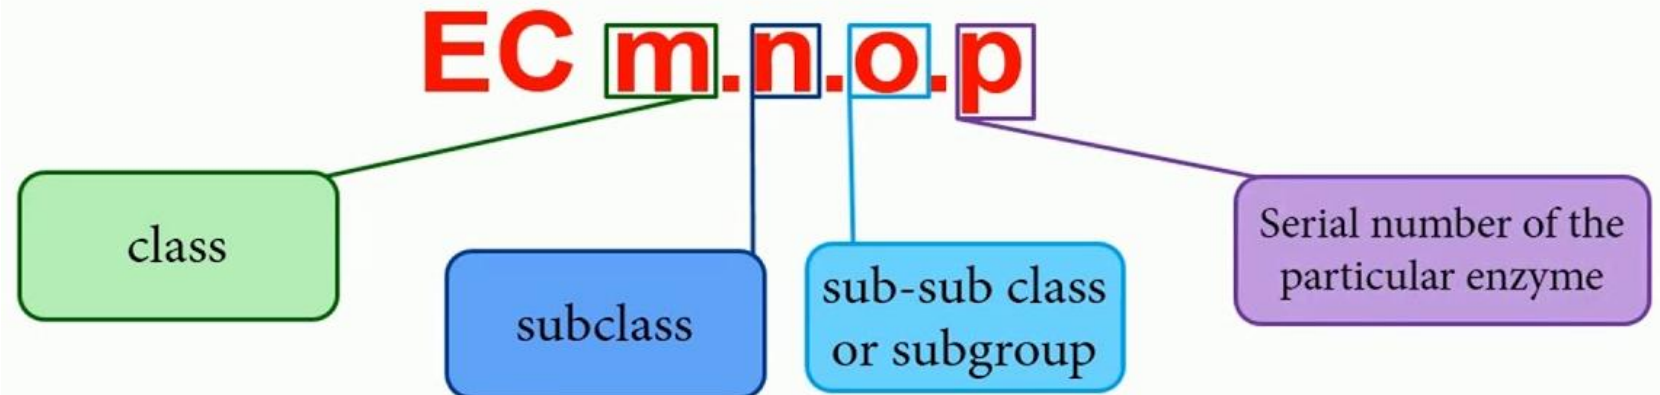 EC m.n.o.p
class
subclass
sub-sub class
or subgroup
Serial number of the
particular enzyme